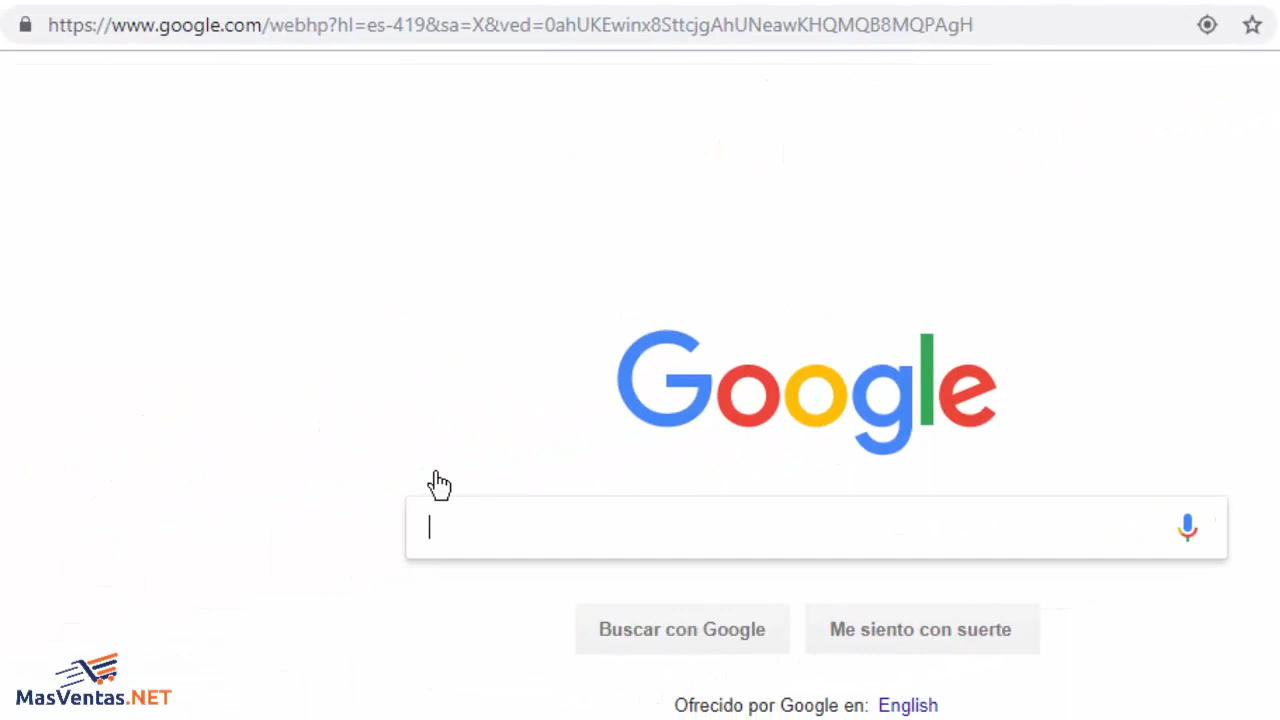 https://www.google.com/webhp?hl=es-419&sa=X&ved=0ahUKEwinx8SttcjgAhUNeawKHQMQB8MQPAgH
Google
Buscar con Google Me siento con suerte
Ofrecido por Google en: English
MasVentas.NET